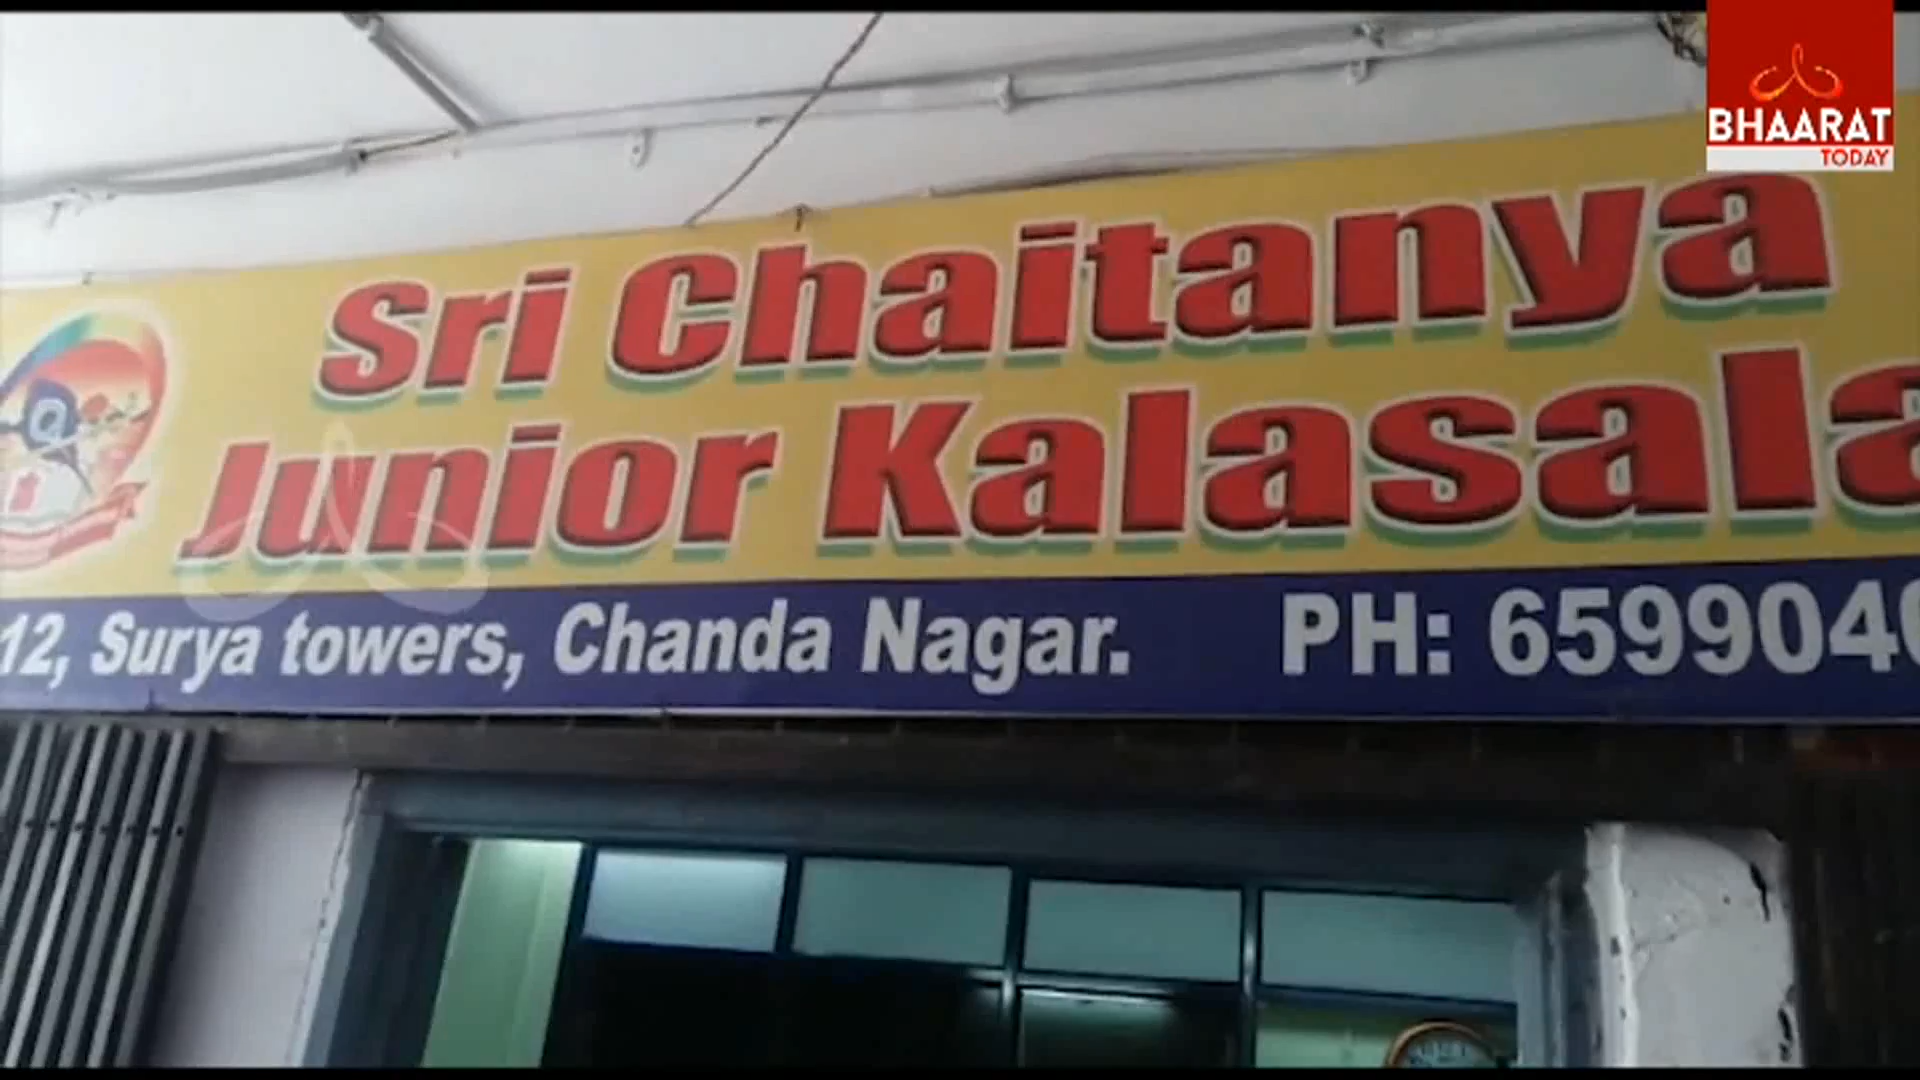 BHAARAT
TODAY
Sri Chaitanya
Junior Kalasala
12, Surya towers, Chanda Nagar. PH: 659904